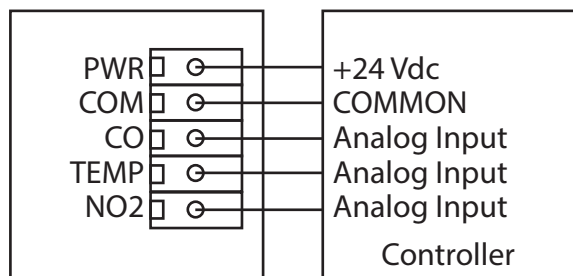 PWR +24 Vdc
COM COMMON
CO Analog Input
TEMP Analog Input
NO2 Analog Input
Controller